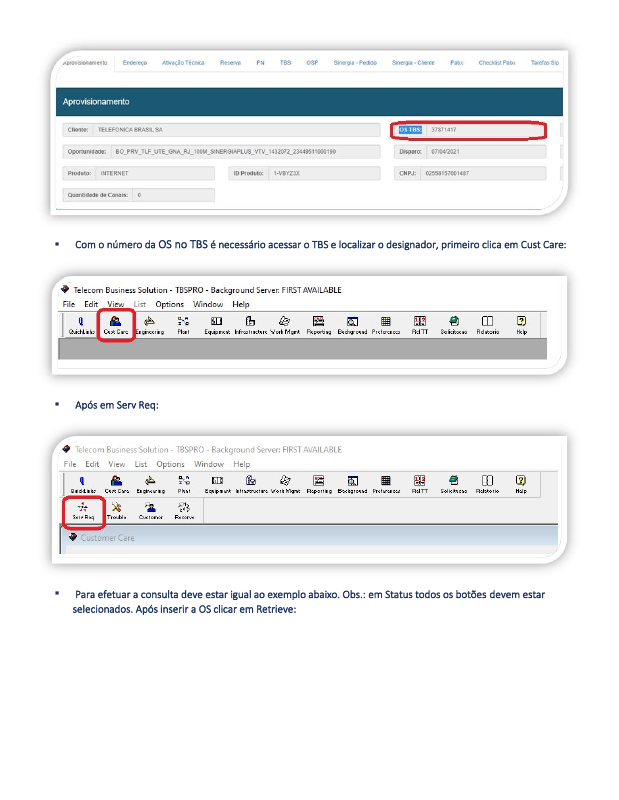 Aprovisionamento Endereço Ativação Técnica Reserva PN TBS OSP Sinergia - Pedido Sinergia - Cliente Pabx Checklist Pabx Tarefas Sip
Aprovisionamento
Cliente: TELEFONICA BRASIL SA OS TBS: 37871417
Oportunidade: BO_PRV_TLF_UTE_GNA_RJ_100M_SINERGIAPLUS_VTV_1432072_23449511000190 Disparo: 07/04/2021
Produto: INTERNET ID Produto: 1-VBYZ3X CNPJ: 02558157001487
Quantidade de Canais: 0
▪ Com o número da OS no TBS é necessário acessar o TBS e localizar o designador, primeiro clica em Cust Care:
Telecom Business Solution - TBSPRO - Background Server: FIRST AVAILABLE
File Edit View List Options Window Help
QuickLinks Cust Care Engineering Plant Equipment Infrastructure Work Mgmt Reporting Background Preferences Rel TT Solicitacao Relatorio Help
▪ Após em Serv Req:
Telecom Business Solution - TBSPRO - Background Server: FIRST AVAILABLE
File Edit View List Options Window Help
QuickLinks Cust Care Engineering Plant Equipment Infrastructure Work Mgmt Reporting Background Preferences Rel TT Solicitacao Relatorio Help
Serv Req Trouble Customer Reserve
Customer Care
▪ Para efetuar a consulta deve estar igual ao exemplo abaixo. Obs.: em Status todos os botões devem estar
selecionados. Após inserir a OS clicar em Retrieve: